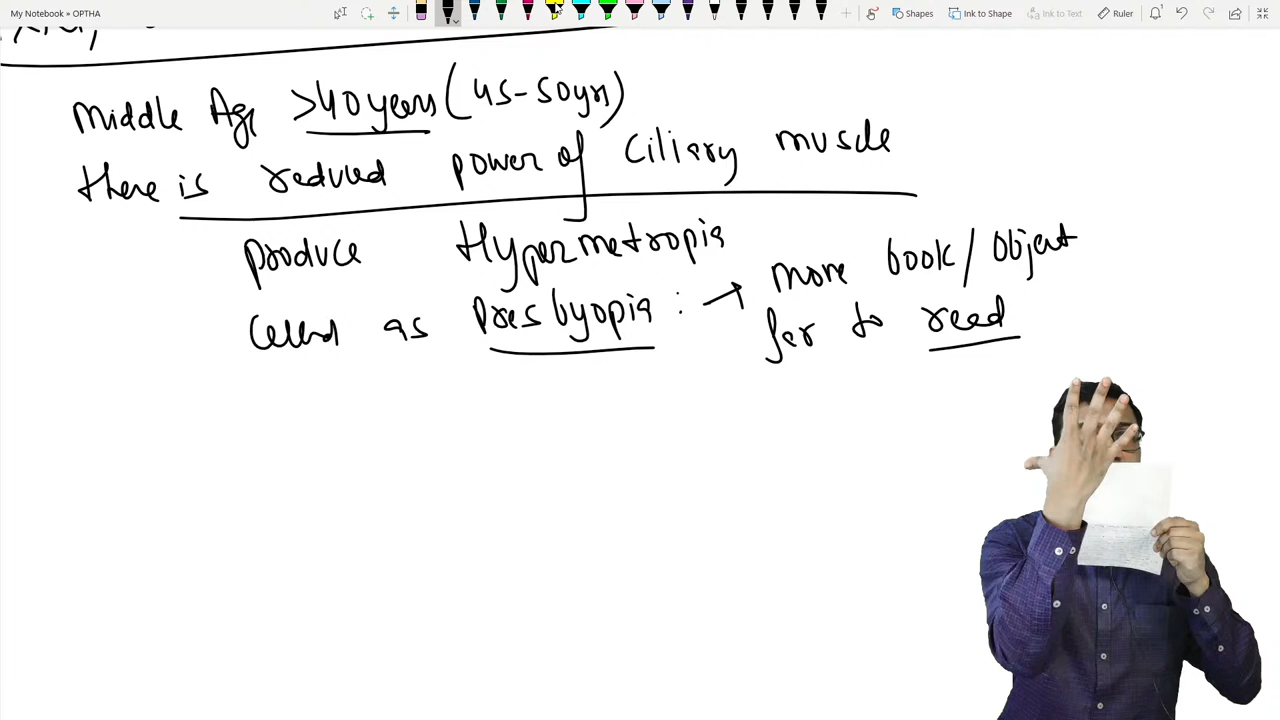 My Notebook » OPTHA
Shapes Ink to Shape Ink to Text Ruler
Middle Age >40 years (45-50yrs)
there is reduced power of ciliary muscle
produce Hypermetropia
called as Presbyopia : → more book/object
far to read